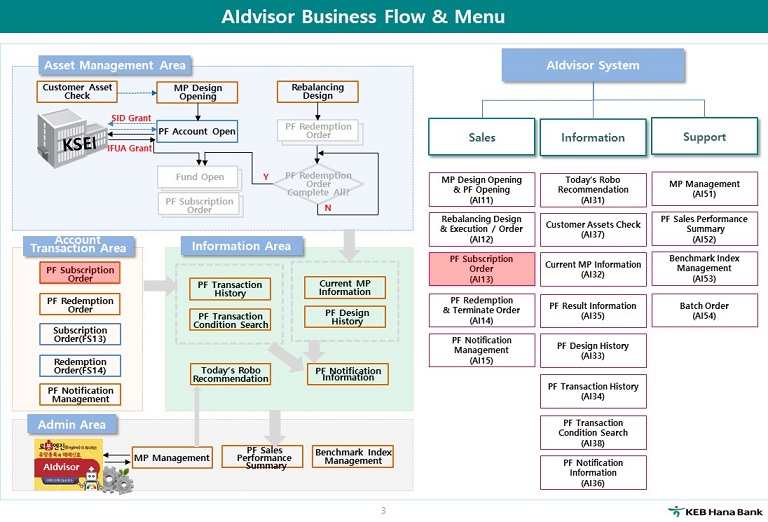 AIdvisor Business Flow & Menu
Asset Management Area
Customer Asset
Check
MP Design
Opening
Rebalancing
Design
SID Grant
KSEI
PF Account Open
PF Redemption
Order
IFUA Grant
Fund Open
Y
PF Redemption
Order
Complete All?
PF Subscription
Order
N
Account
Transaction Area
PF Subscription
Order
PF Redemption
Order
Subscription
Order(FS13)
Redemption
Order(FS14)
PF Notification
Management
Information Area
PF Transaction
History
PF Transaction
Condition Search
Current MP
Information
PF Design
History
Today's Robo
Recommendation
PF Notification
Information
Admin Area
AIdvisor
MP Management
PF Sales
Performance
Summary
Benchmark Index
Management
AIdvisor System
Sales
Information
Support
MP Design Opening
& PF Opening
(AI11)
Rebalancing Design
& Execution / Order
(AI12)
PF Subscription
Order
(AI13)
PF Redemption
& Terminate Order
(AI14)
PF Notification
Management
(AI15)
Today's Robo
Recommendation
(AI31)
Customer Assets Check
(AI37)
Current MP Information
(AI32)
PF Result Information
(AI35)
PF Design History
(AI33)
PF Transaction History
(AI34)
PF Transaction
Condition Search
(AI38)
PF Notification
Information
(AI36)
MP Management
(AI51)
PF Sales Performance
Summary
(AI52)
Benchmark Index
Management
(AI53)
Batch Order
(AI54)
3
KEB Hana Bank